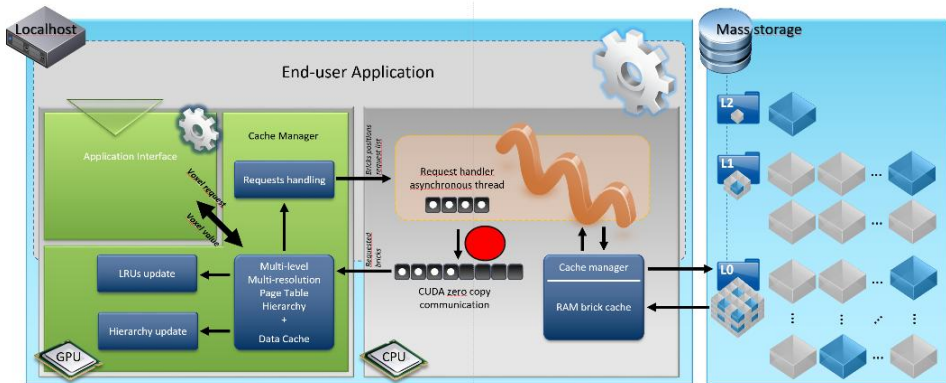 Localhost
Mass storage
End-user Application
Application Interface
Cache Manager
Requests handling
Voxel request
Voxel value
Bricks positions
request list
Request handler
asynchronous thread
Requested
bricks
LRUs update
Hierarchy update
Multi-level
Multi-resolution
Page Table
Hierarchy
+
Data Cache
CUDA zero copy
communication
Cache manager
RAM brick cache
GPU
CPU
L2
L1
...
...
L0
...
...